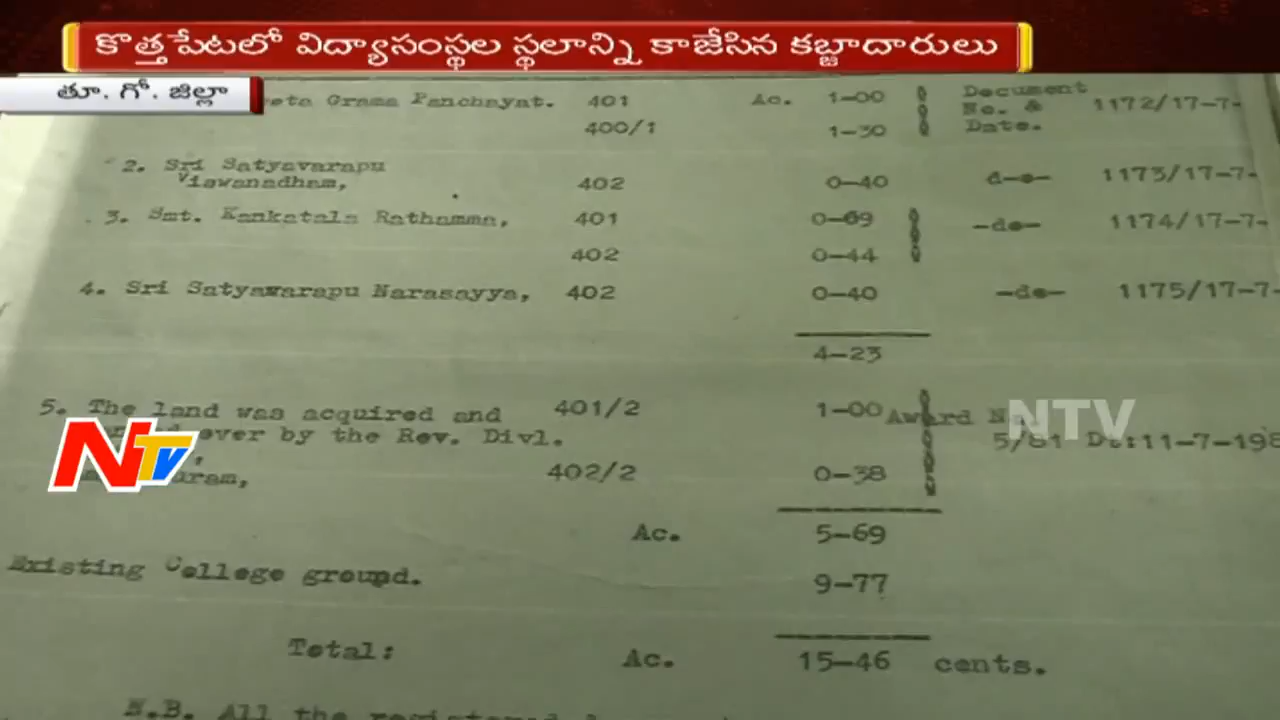 కొత్తపేటలో విద్యాసంస్థల స్థలాన్ని కాజేసిన కబ్జాదారులు
తూ. గో. జిల్లా
Grama Panchayat. 401 Ac. 1-00 Document No. & Date. 1172/17-7-
400/1 1-30
2. Sri Satyavarapu
Viswanadham, 402 0-40 d-o- 1173/17-7-
3. Smt. Kankatala Rathamma, 401 0-69 -do- 1174/17-7-
402 0-44
4. Sri Satyawarapu Narasayya, 402 0-40 -do- 1175/17-7-
4-23
5. The land was acquired and 401/2 1-00 Award
over by the Rev. Divl. 5/81 Dt:11-7-198
402/2 0-38
Ac. 5-69
Existing College ground. 9-77
Total: Ac. 15-46 cents.
N.B. All the
NTV
NTV